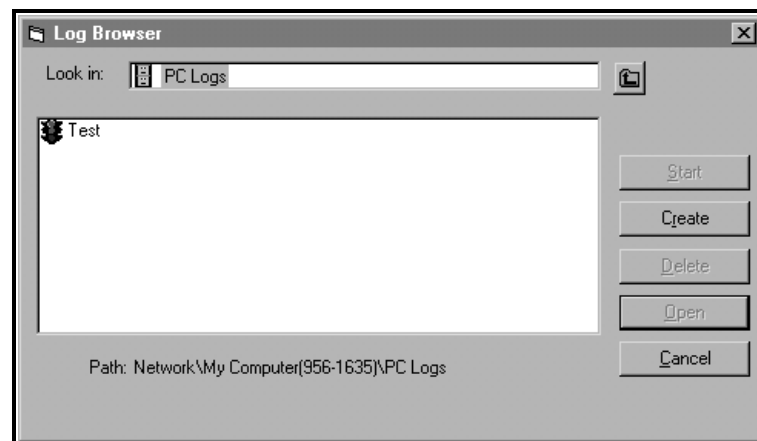 Log Browser
Look in: PC Logs
Test
Start
Create
Delete
Open
Cancel
Path: Network\My Computer(956-1635)\PC Logs